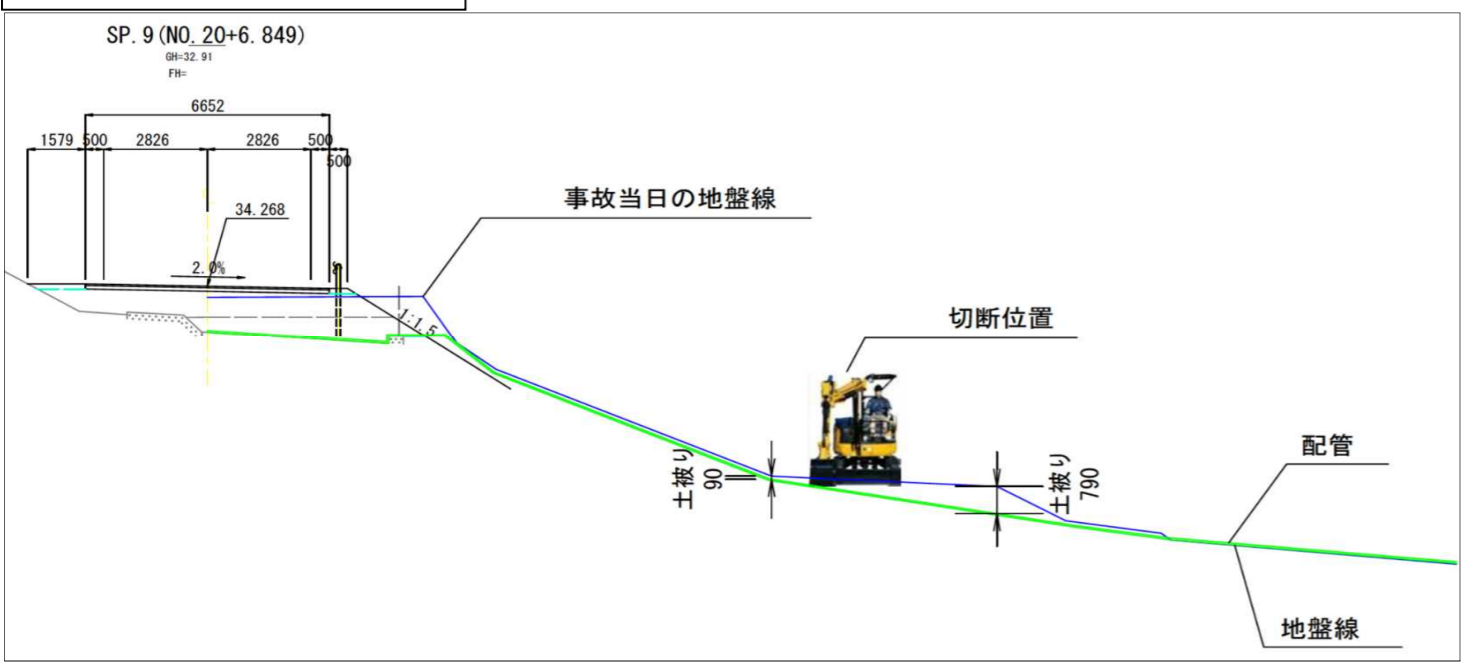 SP. 9(NO. 20+6.849)
GH=32.91
FH=
6652
1579 500 2826 2826 500
500
34.268
2.0%
1:1.5
事故当日の地盤線
切断位置
土被り
90
土被り
790
配管
地盤線